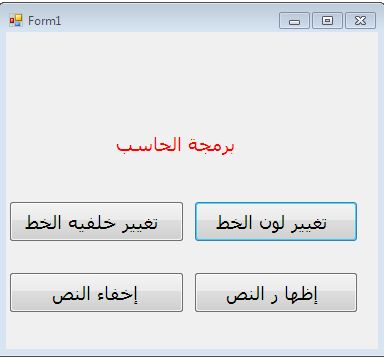 Form1
برمجة الحاسب
تغيير لون الخط
تغيير خلفيه الخط
إظها ر النص
إخفاء النص